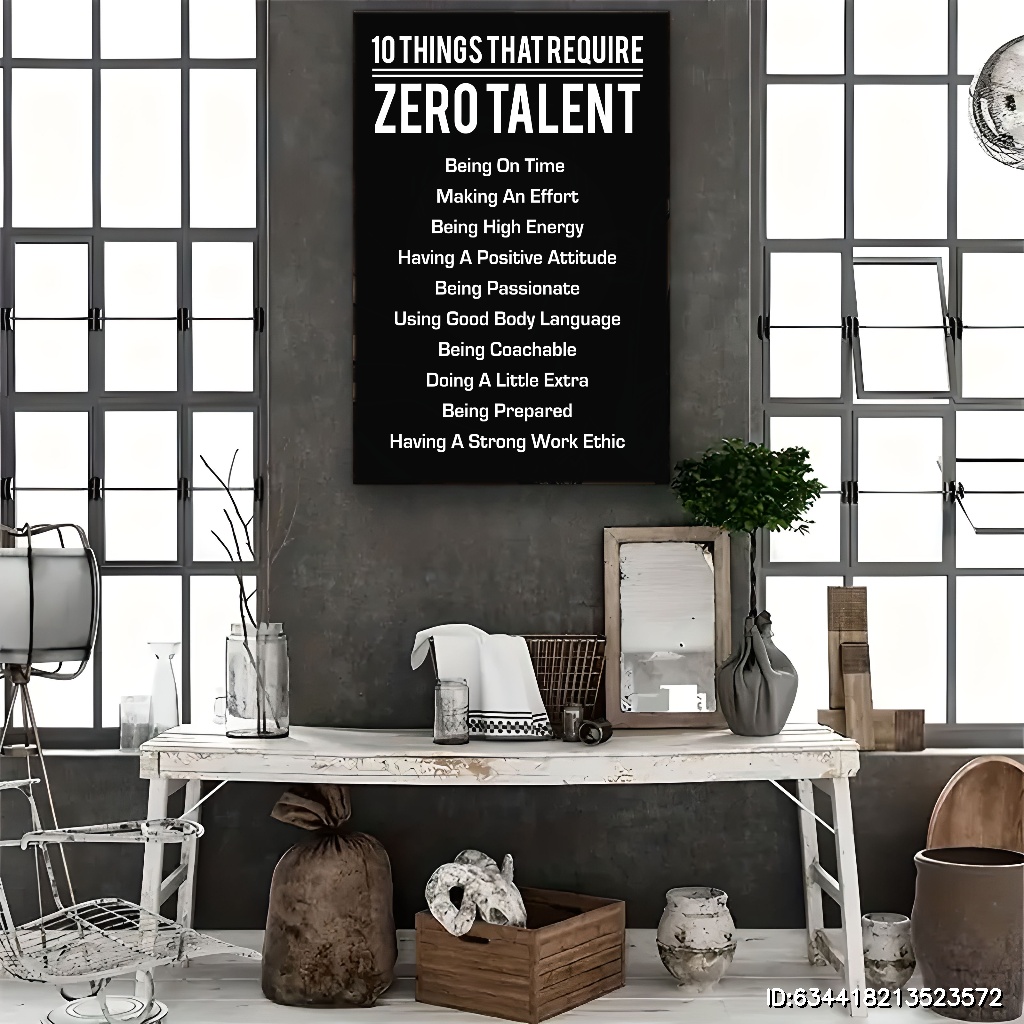 10 THINGS THAT REQUIRE
ZERO TALENT
Being On Time
Making An Effort
Being High Energy
Having A Positive Attitude
Being Passionate
Using Good Body Language
Being Coachable
Doing A Little Extra
Being Prepared
Having A Strong Work Ethic
ID:634418213523572